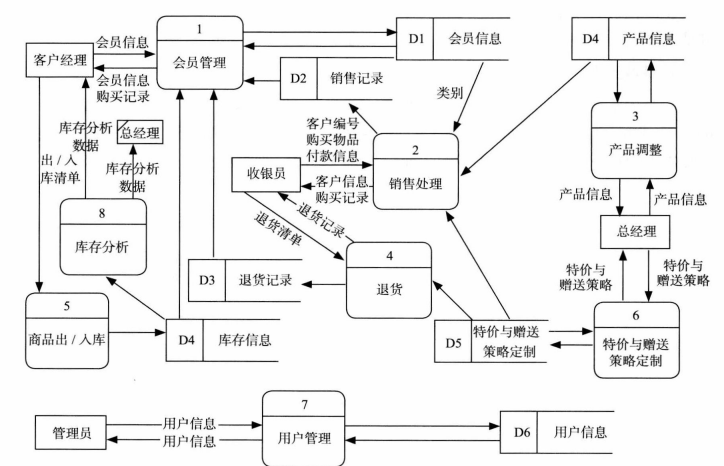 1
会员管理
会员信息
客户经理
会员信息
购买记录
D1
会员信息
D4
产品信息
D2
销售记录
类别
库存分析
数据
总经理
库存分析
数据
出 / 入
库清单
客户编号
购买物品
付款信息
2
销售处理
3
产品调整
收银员
客户信息
购买记录
产品信息
产品信息
8
库存分析
退货记录
退货清单
总经理
4
退货
D3
退货记录
特价与
赠送策略
特价与
赠送策略
5
商品出 / 入库
D4
库存信息
D5
特价与赠送
策略定制
6
特价与赠送
策略定制
管理员
用户信息
用户信息
7
用户管理
D6
用户信息